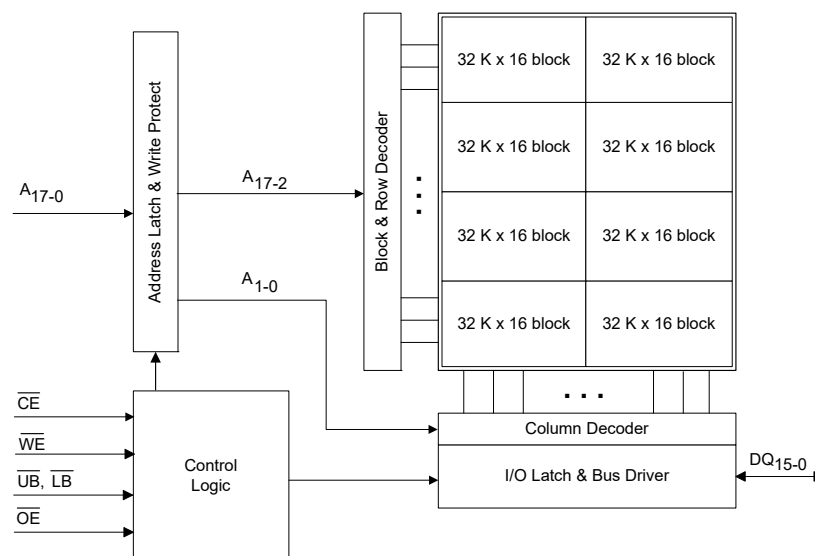 32 K x 16 block 32 K x 16 block
32 K x 16 block 32 K x 16 block
32 K x 16 block 32 K x 16 block
32 K x 16 block 32 K x 16 block
Address Latch & Write Protect
Block & Row Decoder
A17-0
A17-2
A1-0
CE
WE
UB, LB
OE
Control
Logic
Column Decoder
I/O Latch & Bus Driver
DQ15-0